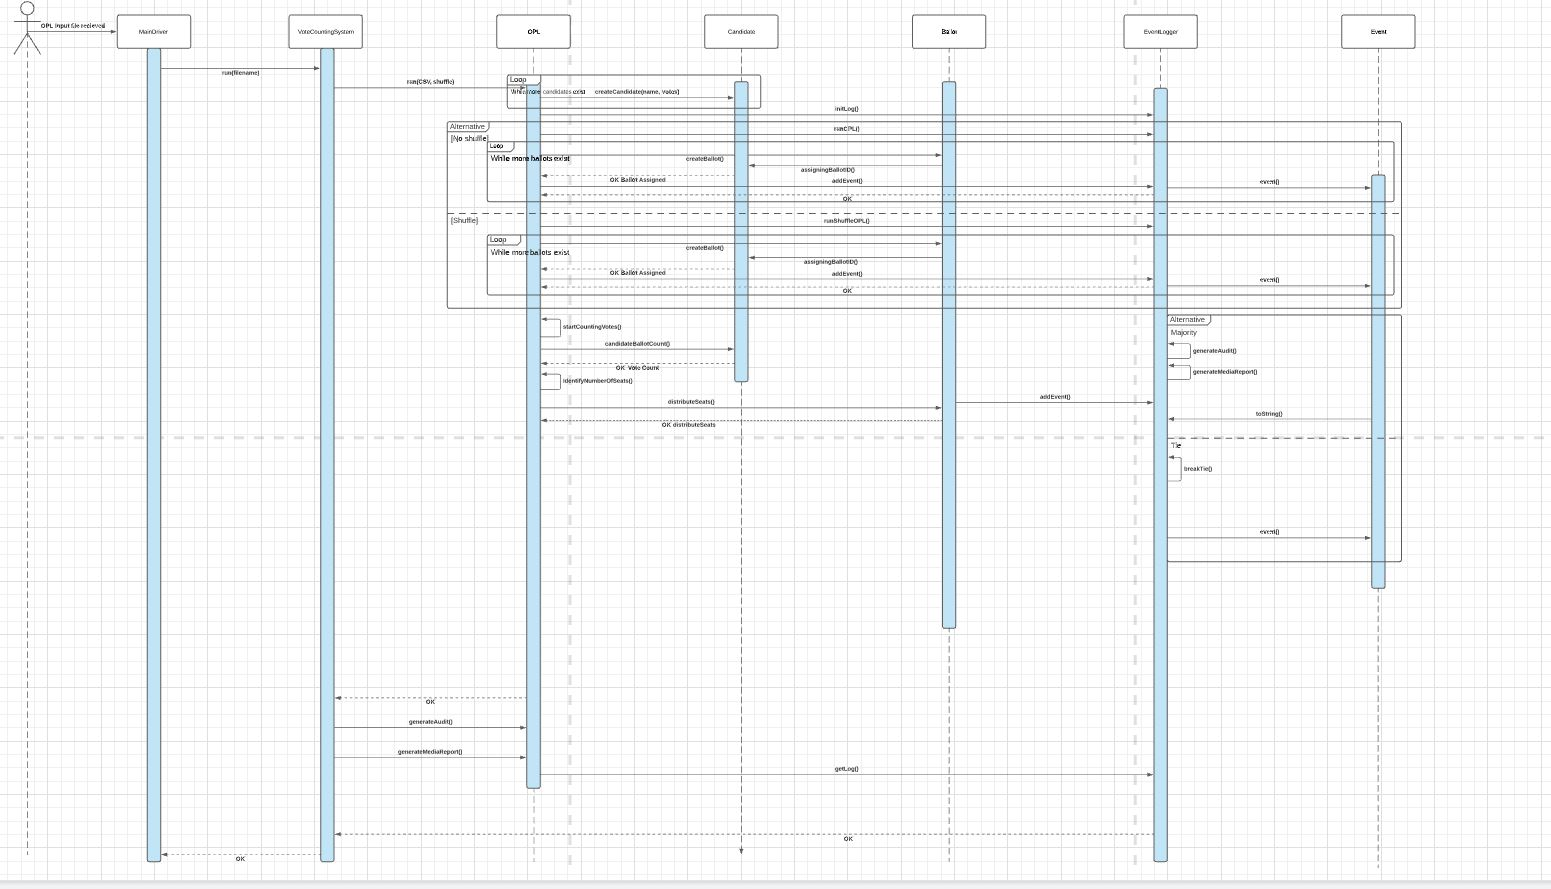 OPL Input file recieved
MainDriver
VoteCountingSystem
OPL
Candidate
Ballot
EventLogger
Event
run(filename)
run(CSV, shuffle)
Loop
While more candidates exist
createCandidate(name, votes)
initLog()
Alternative
runOPL()
[No shuffle]
Loop
While more ballots exist
createBallot()
assigningBallotID()
OK Ballot Assigned
addEvent()
event()
OK
[Shuffle]
runShuffleOPL()
Loop
While more ballots exist
createBallot()
assigningBallotID()
OK Ballot Assigned
addEvent()
event()
OK
startCountingVotes()
Alternative
Majority
candidateBallotCount()
generateAudit()
OK Vote Count
generateMediaReport()
identifyNumberOfSeats()
distributeSeats()
addEvent()
toString()
OK distributeSeats
Tie
breakTie()
event()
OK
generateAudit()
generateMediaReport()
getLog()
OK
OK